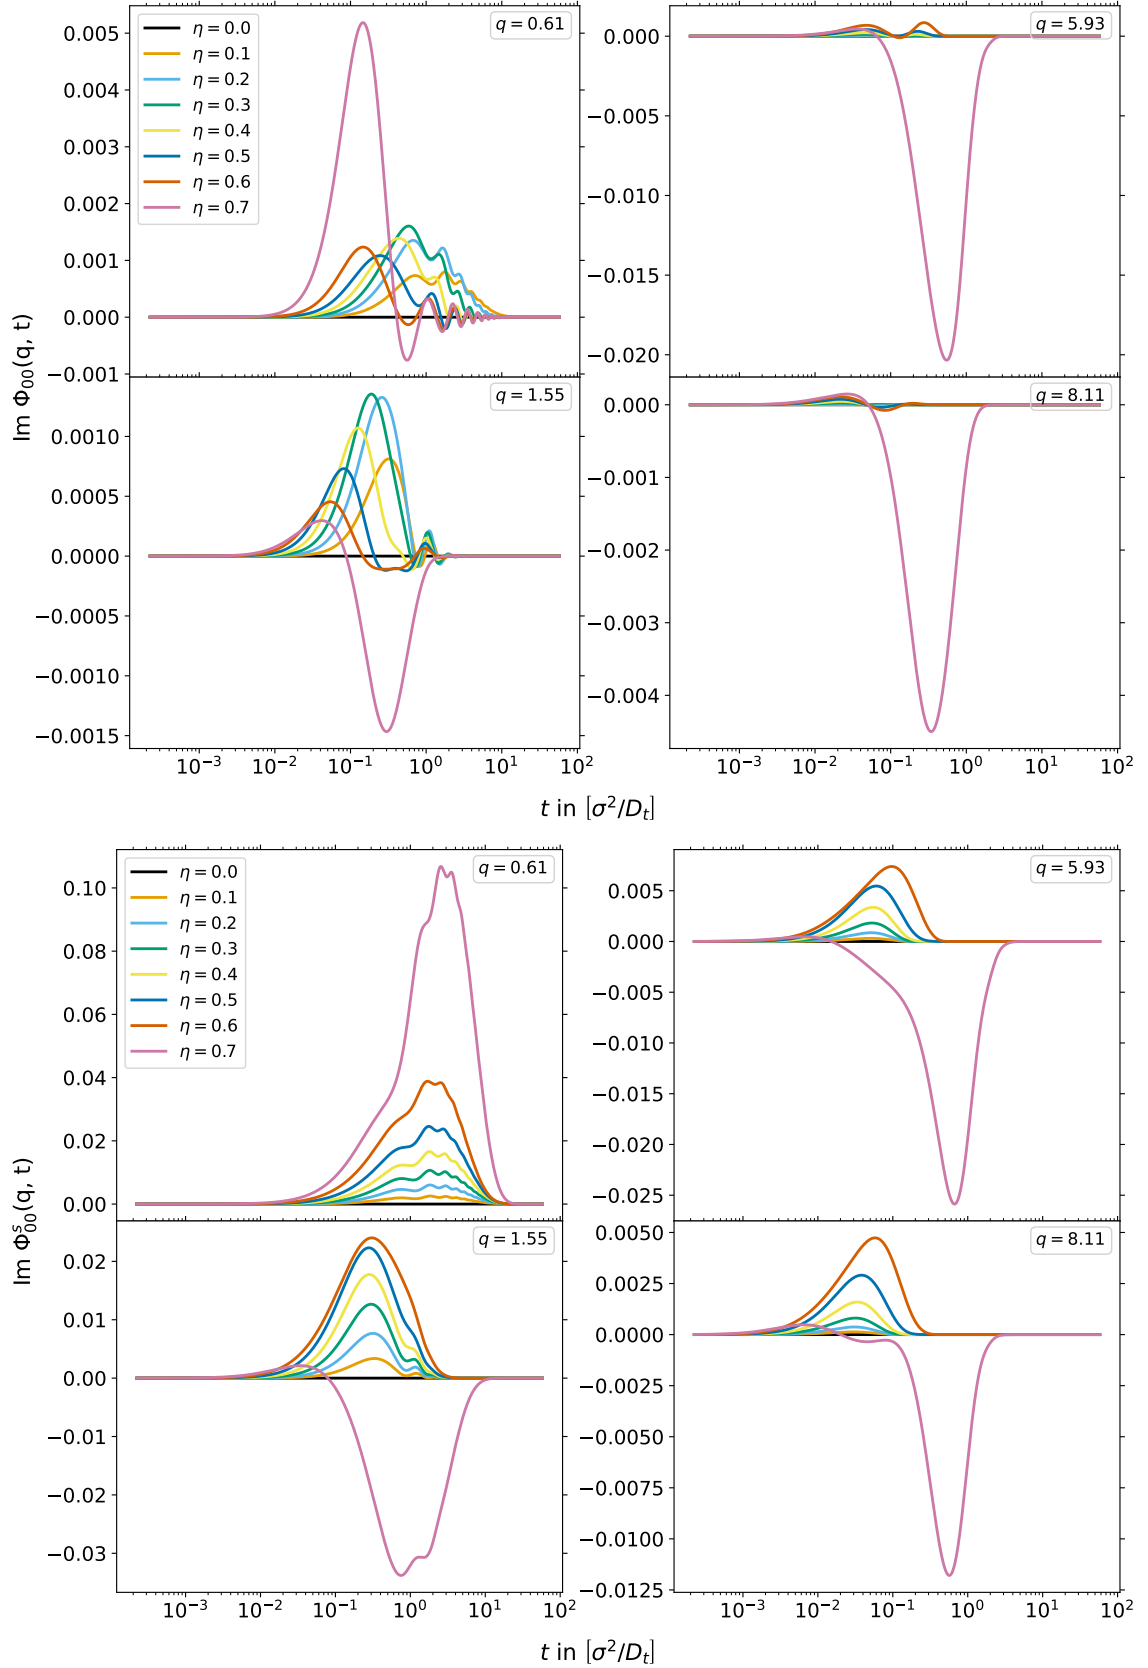 0.005
0.004
0.003
0.002
0.001
0.000
−0.001
η = 0.0
η = 0.1
η = 0.2
η = 0.3
η = 0.4
η = 0.5
η = 0.6
η = 0.7
q = 0.61
0.000
−0.005
−0.010
−0.015
−0.020
q = 5.93
Im Φ00(q, t)
0.0010
0.0005
0.0000
−0.0005
−0.0010
−0.0015
q = 1.55
10⁻³ 10⁻² 10⁻¹ 10⁰ 10¹ 10²
0.000
−0.001
−0.002
−0.003
−0.004
q = 8.11
10⁻³ 10⁻² 10⁻¹ 10⁰ 10¹ 10²
t in [σ²/Dₜ]
0.10
0.08
0.06
0.04
0.02
0.00
η = 0.0
η = 0.1
η = 0.2
η = 0.3
η = 0.4
η = 0.5
η = 0.6
η = 0.7
q = 0.61
0.005
0.000
−0.005
−0.010
−0.015
−0.020
−0.025
q = 5.93
Im Φˢ00(q, t)
0.02
0.01
0.00
−0.01
−0.02
−0.03
q = 1.55
10⁻³ 10⁻² 10⁻¹ 10⁰ 10¹ 10²
0.0050
0.0025
0.0000
−0.0025
−0.0050
−0.0075
−0.0100
−0.0125
q = 8.11
10⁻³ 10⁻² 10⁻¹ 10⁰ 10¹ 10²
t in [σ²/Dₜ]